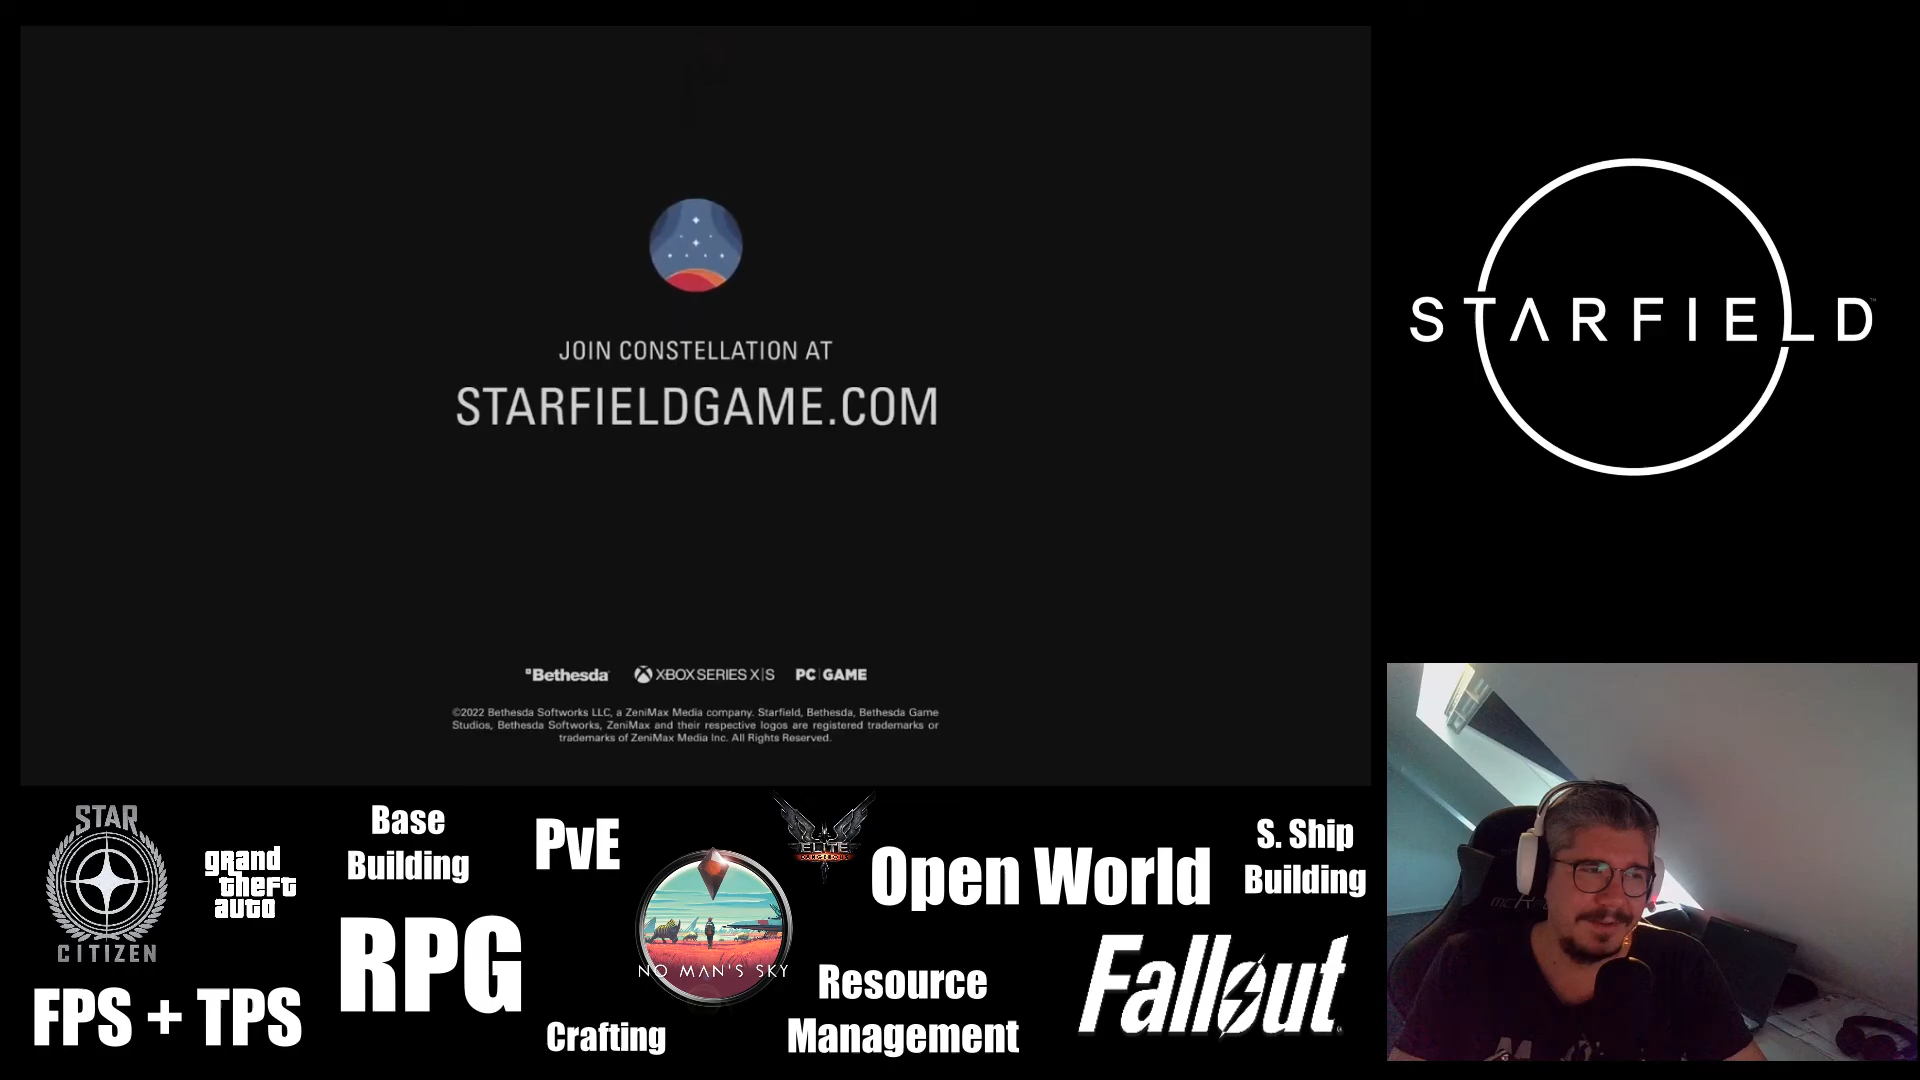 JOIN CONSTELLATION AT
STARFIELDGAME.COM
Bethesda XBOX SERIES X|S PC | GAME
©2022 Bethesda Softworks LLC, a ZeniMax Media company. Starfield, Bethesda, Bethesda Game
Studios, Bethesda Softworks, ZeniMax and their respective logos are registered trademarks or
trademarks of ZeniMax Media Inc. All Rights Reserved.
STARFIELD
STAR
CITIZEN
grand
theft
auto
FPS + TPS
Base
Building
RPG
PvE
NO MAN'S SKY
Crafting
ELITE
DANGEROUS
Open World
Resource
Management
S. Ship
Building
Fallout